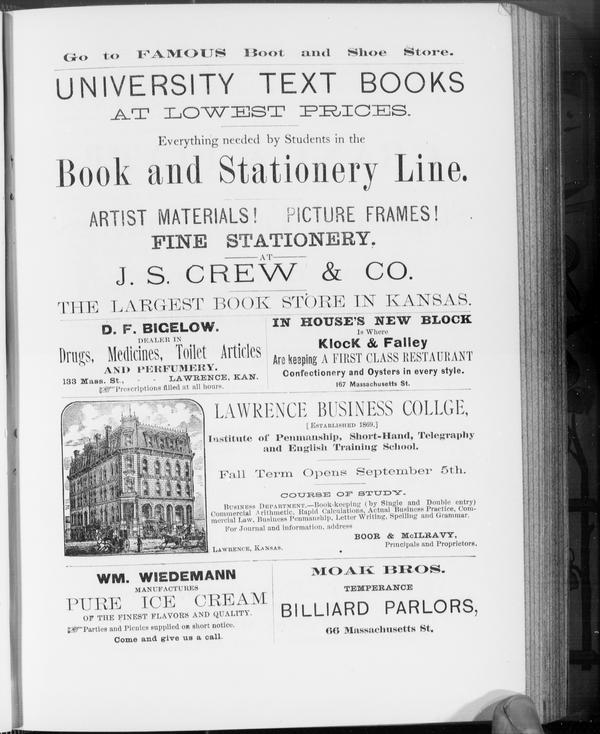 Go to FAMOUS Boot and Shoe Store.
UNIVERSITY TEXT BOOKS
AT LOWEST PRICES.
Everything needed by Students in the
Book and Stationery Line.
ARTIST MATERIALS! PICTURE FRAMES!
FINE STATIONERY,
AT
J. S. CREW & CO.
THE LARGEST BOOK STORE IN KANSAS.
D. F. BIGELOW.
DEALER IN
Drugs, Medicines, Toilet Articles
AND PERFUMERY.
133 Mass. St., LAWRENCE, KAN.
Prescriptions filled at all hours.
IN HOUSE'S NEW BLOCK
Is Where
KlocK & Falley
Are keeping A FIRST CLASS RESTAURANT
Confectionery and Oysters in every style.
167 Massachusetts St.
LAWRENCE BUSINESS COLLGE,
[ESTABLISHED 1869.]
Institute of Penmanship, Short-Hand, Telegraphy
and English Training School.
Fall Term Opens September 5th.
COURSE OF STUDY.
BUSINESS DEPARTMENT.—Book-keeping (by Single and Double entry)
Commercial Arithmetic, Rapid Calculations, Actual Business Practice, Com-
mercial Law, Business Penmanship, Letter Writing, Spelling and Grammar.
For Journal and information, address
BOOR & McILRAVY,
LAWRENCE, KANSAS. Principals and Proprietors.
WM. WIEDEMANN
MANUFACTURES
PURE ICE CREAM
OF THE FINEST FLAVORS AND QUALITY.
Parties and Picnics supplied on short notice.
Come and give us a call.
MOAK BROS.
TEMPERANCE
BILLIARD PARLORS,
66 Massachusetts St.